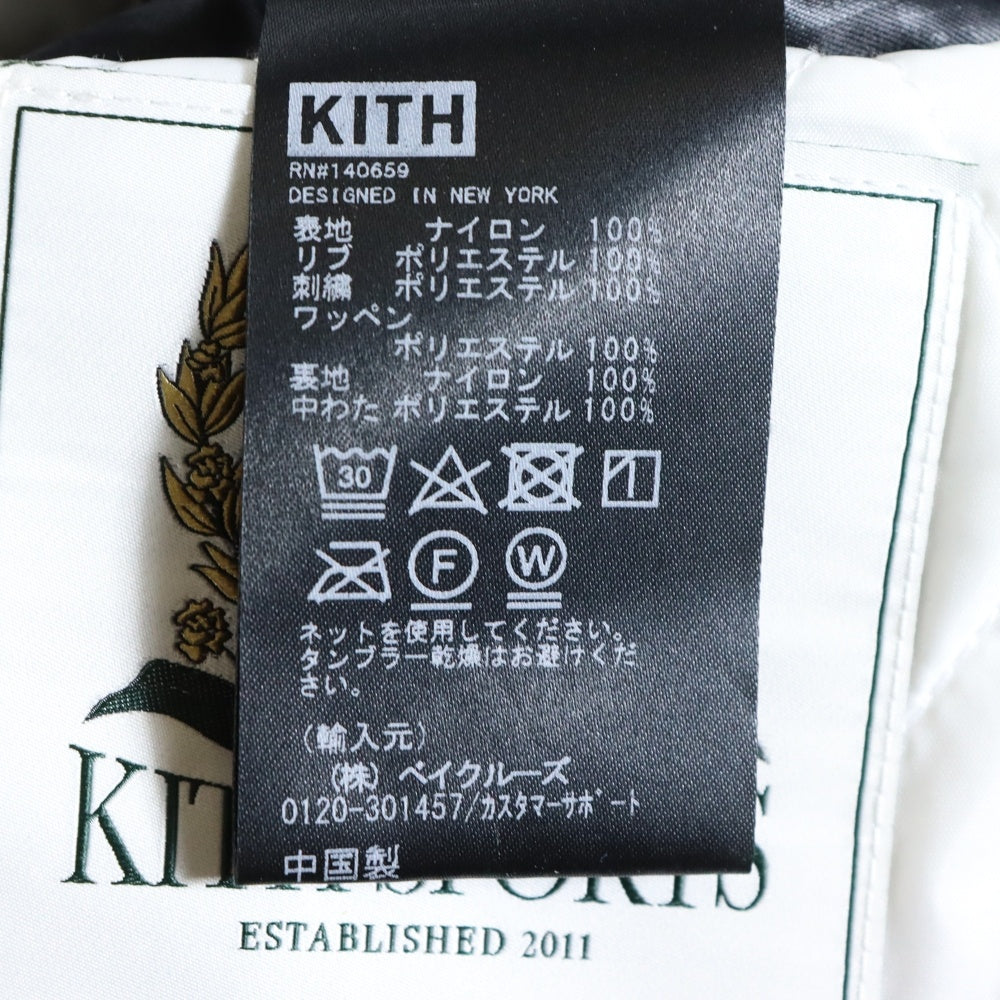 KITH
RN#140659
DESIGNED IN NEW YORK
表地 ナイロン 100%
リブ ポリエステル 100%
刺繍 ポリエステル 100%
ワッペン
ポリエステル 100%
裏地 ナイロン 100%
中わた ポリエステル 100%
30
F
W
ネットを使用してください。
タンブラー乾燥はお避けくだ
さい。
(輸入元)
(株) ベイクルーズ
0120-301457/カスタマーサポート
中国製
ESTABLISHED 2011